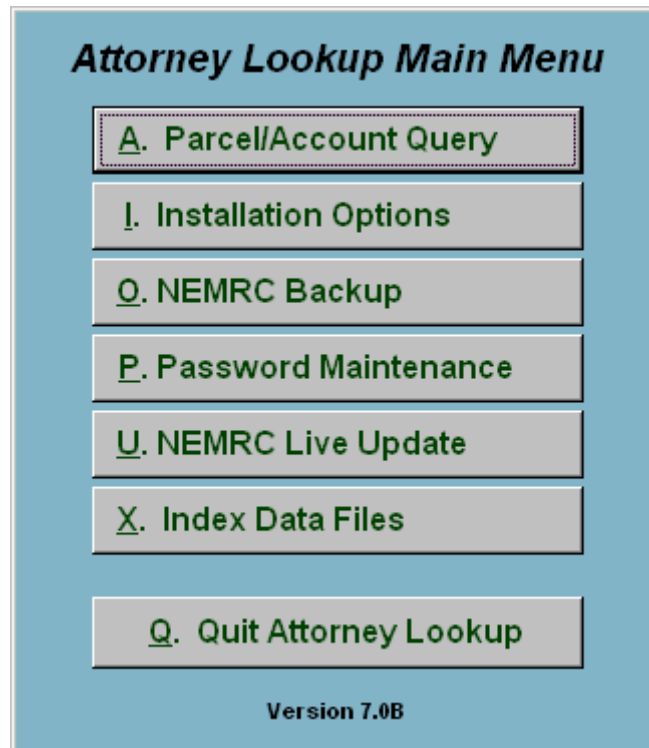 Attorney Lookup Main Menu
A. Parcel/Account Query
I. Installation Options
O. NEMRC Backup
P. Password Maintenance
U. NEMRC Live Update
X. Index Data Files
Q. Quit Attorney Lookup
Version 7.0B